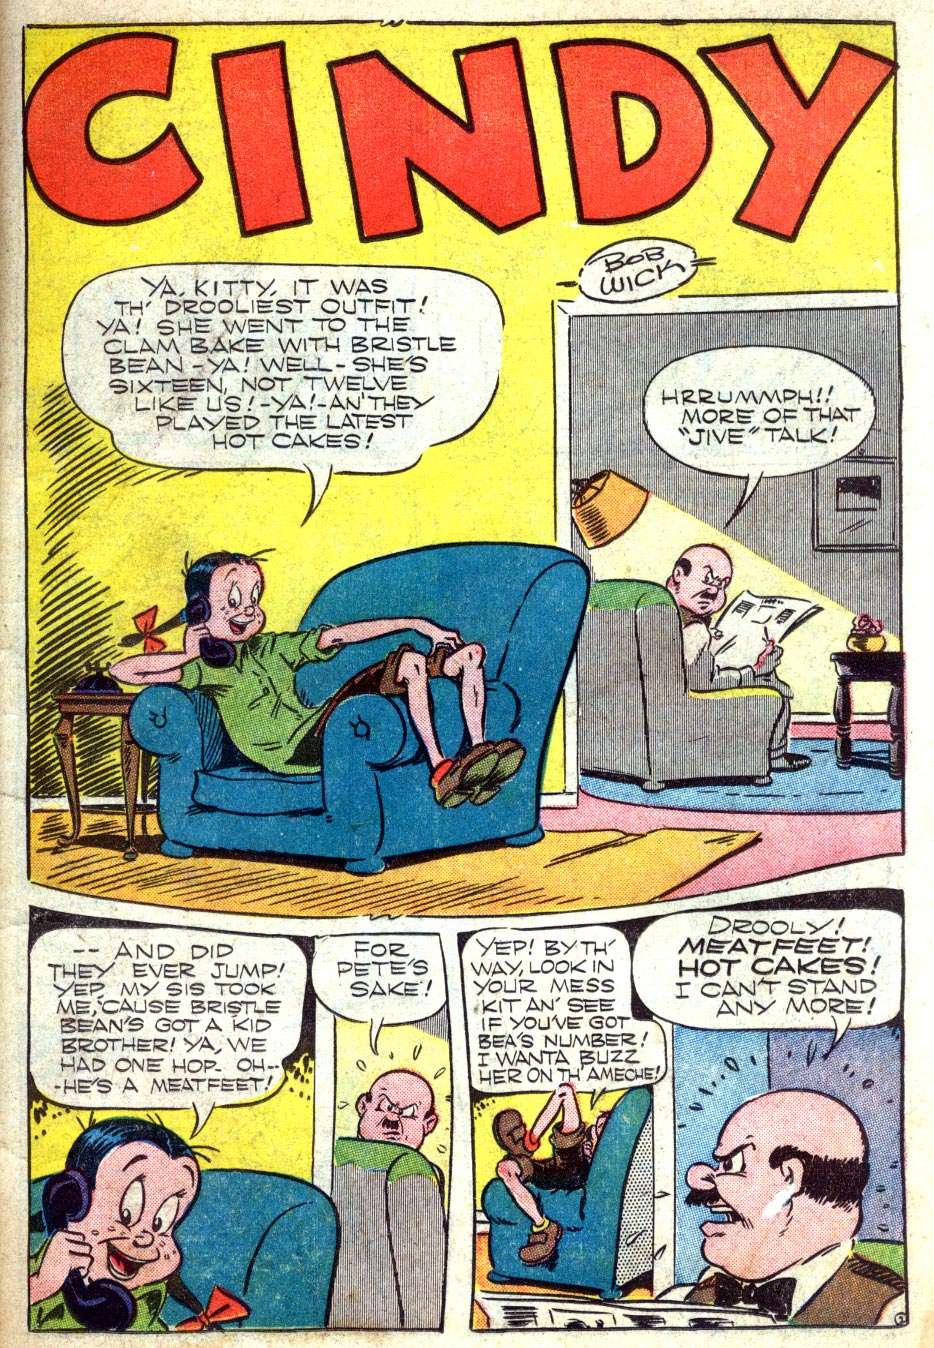 CINDY
BOB
WICK
YA, KITTY, IT WAS
TH' DROOLIEST OUTFIT!
YA! SHE WENT TO THE
CLAM BAKE WITH BRISTLE
BEAN - YA! WELL - SHE'S
SIXTEEN, NOT TWELVE
LIKE US! - YA! - AN' THEY
PLAYED THE LATEST
HOT CAKES!
HRRUMMPH!!
MORE OF THAT
"JIVE" TALK!
-- AND DID
THEY EVER JUMP!
YEP, MY SIS TOOK
ME, 'CAUSE BRISTLE
BEAN'S GOT A KID
BROTHER! YA, WE
HAD ONE HOP - OH--
-HE'S A MEATFEET!
FOR
PETE'S
SAKE!
YEP! BY TH'
WAY, LOOK IN
YOUR MESS
KIT AN' SEE
IF YOU'VE GOT
BEA'S NUMBER!
I WANTA BUZZ
HER ON TH' AMECHE!
DROOLY!
MEATFEET!
HOT CAKES!
I CAN'T STAND
ANY MORE!